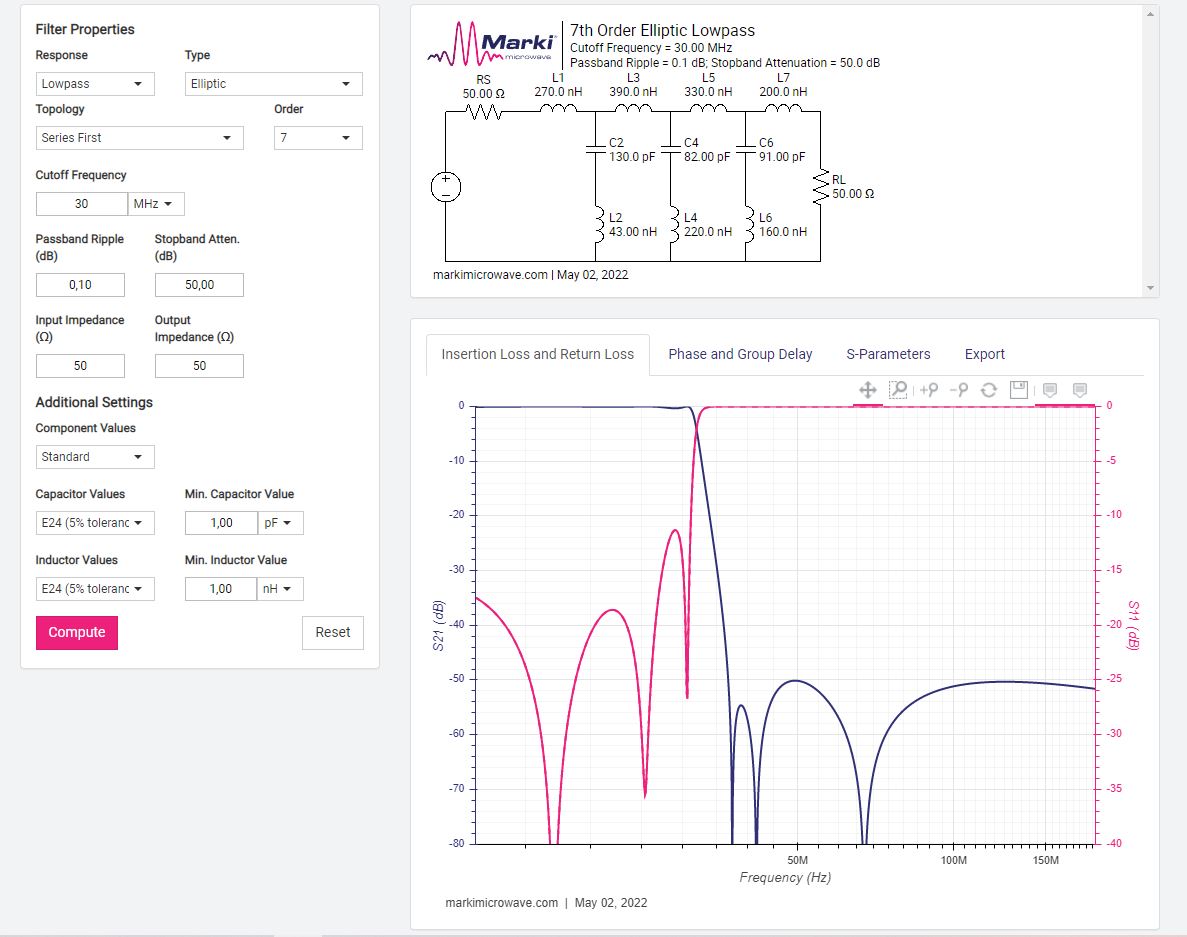 Filter Properties
Response
Type
Lowpass
Elliptic
Topology
Order
Series First
7
Cutoff Frequency
30
MHz
Passband Ripple
(dB)
Stopband Atten.
(dB)
0,10
50,00
Input Impedance
(Ω)
Output
Impedance (Ω)
50
50
Additional Settings
Component Values
Standard
Capacitor Values
Min. Capacitor Value
E24 (5% toleranc
1,00
pF
Inductor Values
Min. Inductor Value
E24 (5% toleranc
1,00
nH
Compute
Reset
Marki
microwave
7th Order Elliptic Lowpass
Cutoff Frequency = 30.00 MHz
Passband Ripple = 0.1 dB; Stopband Attenuation = 50.0 dB
RS
50.00 Ω
L1
270.0 nH
L3
390.0 nH
L5
330.0 nH
L7
200.0 nH
C2
130.0 pF
C4
82.00 pF
C6
91.00 pF
+
−
RL
50.00 Ω
L2
43.00 nH
L4
220.0 nH
L6
160.0 nH
markimicrowave.com | May 02, 2022
Insertion Loss and Return Loss
Phase and Group Delay
S-Parameters
Export
0
-10
-20
-30
-40
-50
-60
-70
-80
S21 (dB)
0
-5
-10
-15
-20
-25
-30
-35
-40
S11 (dB)
50M
100M
150M
Frequency (Hz)
markimicrowave.com | May 02, 2022